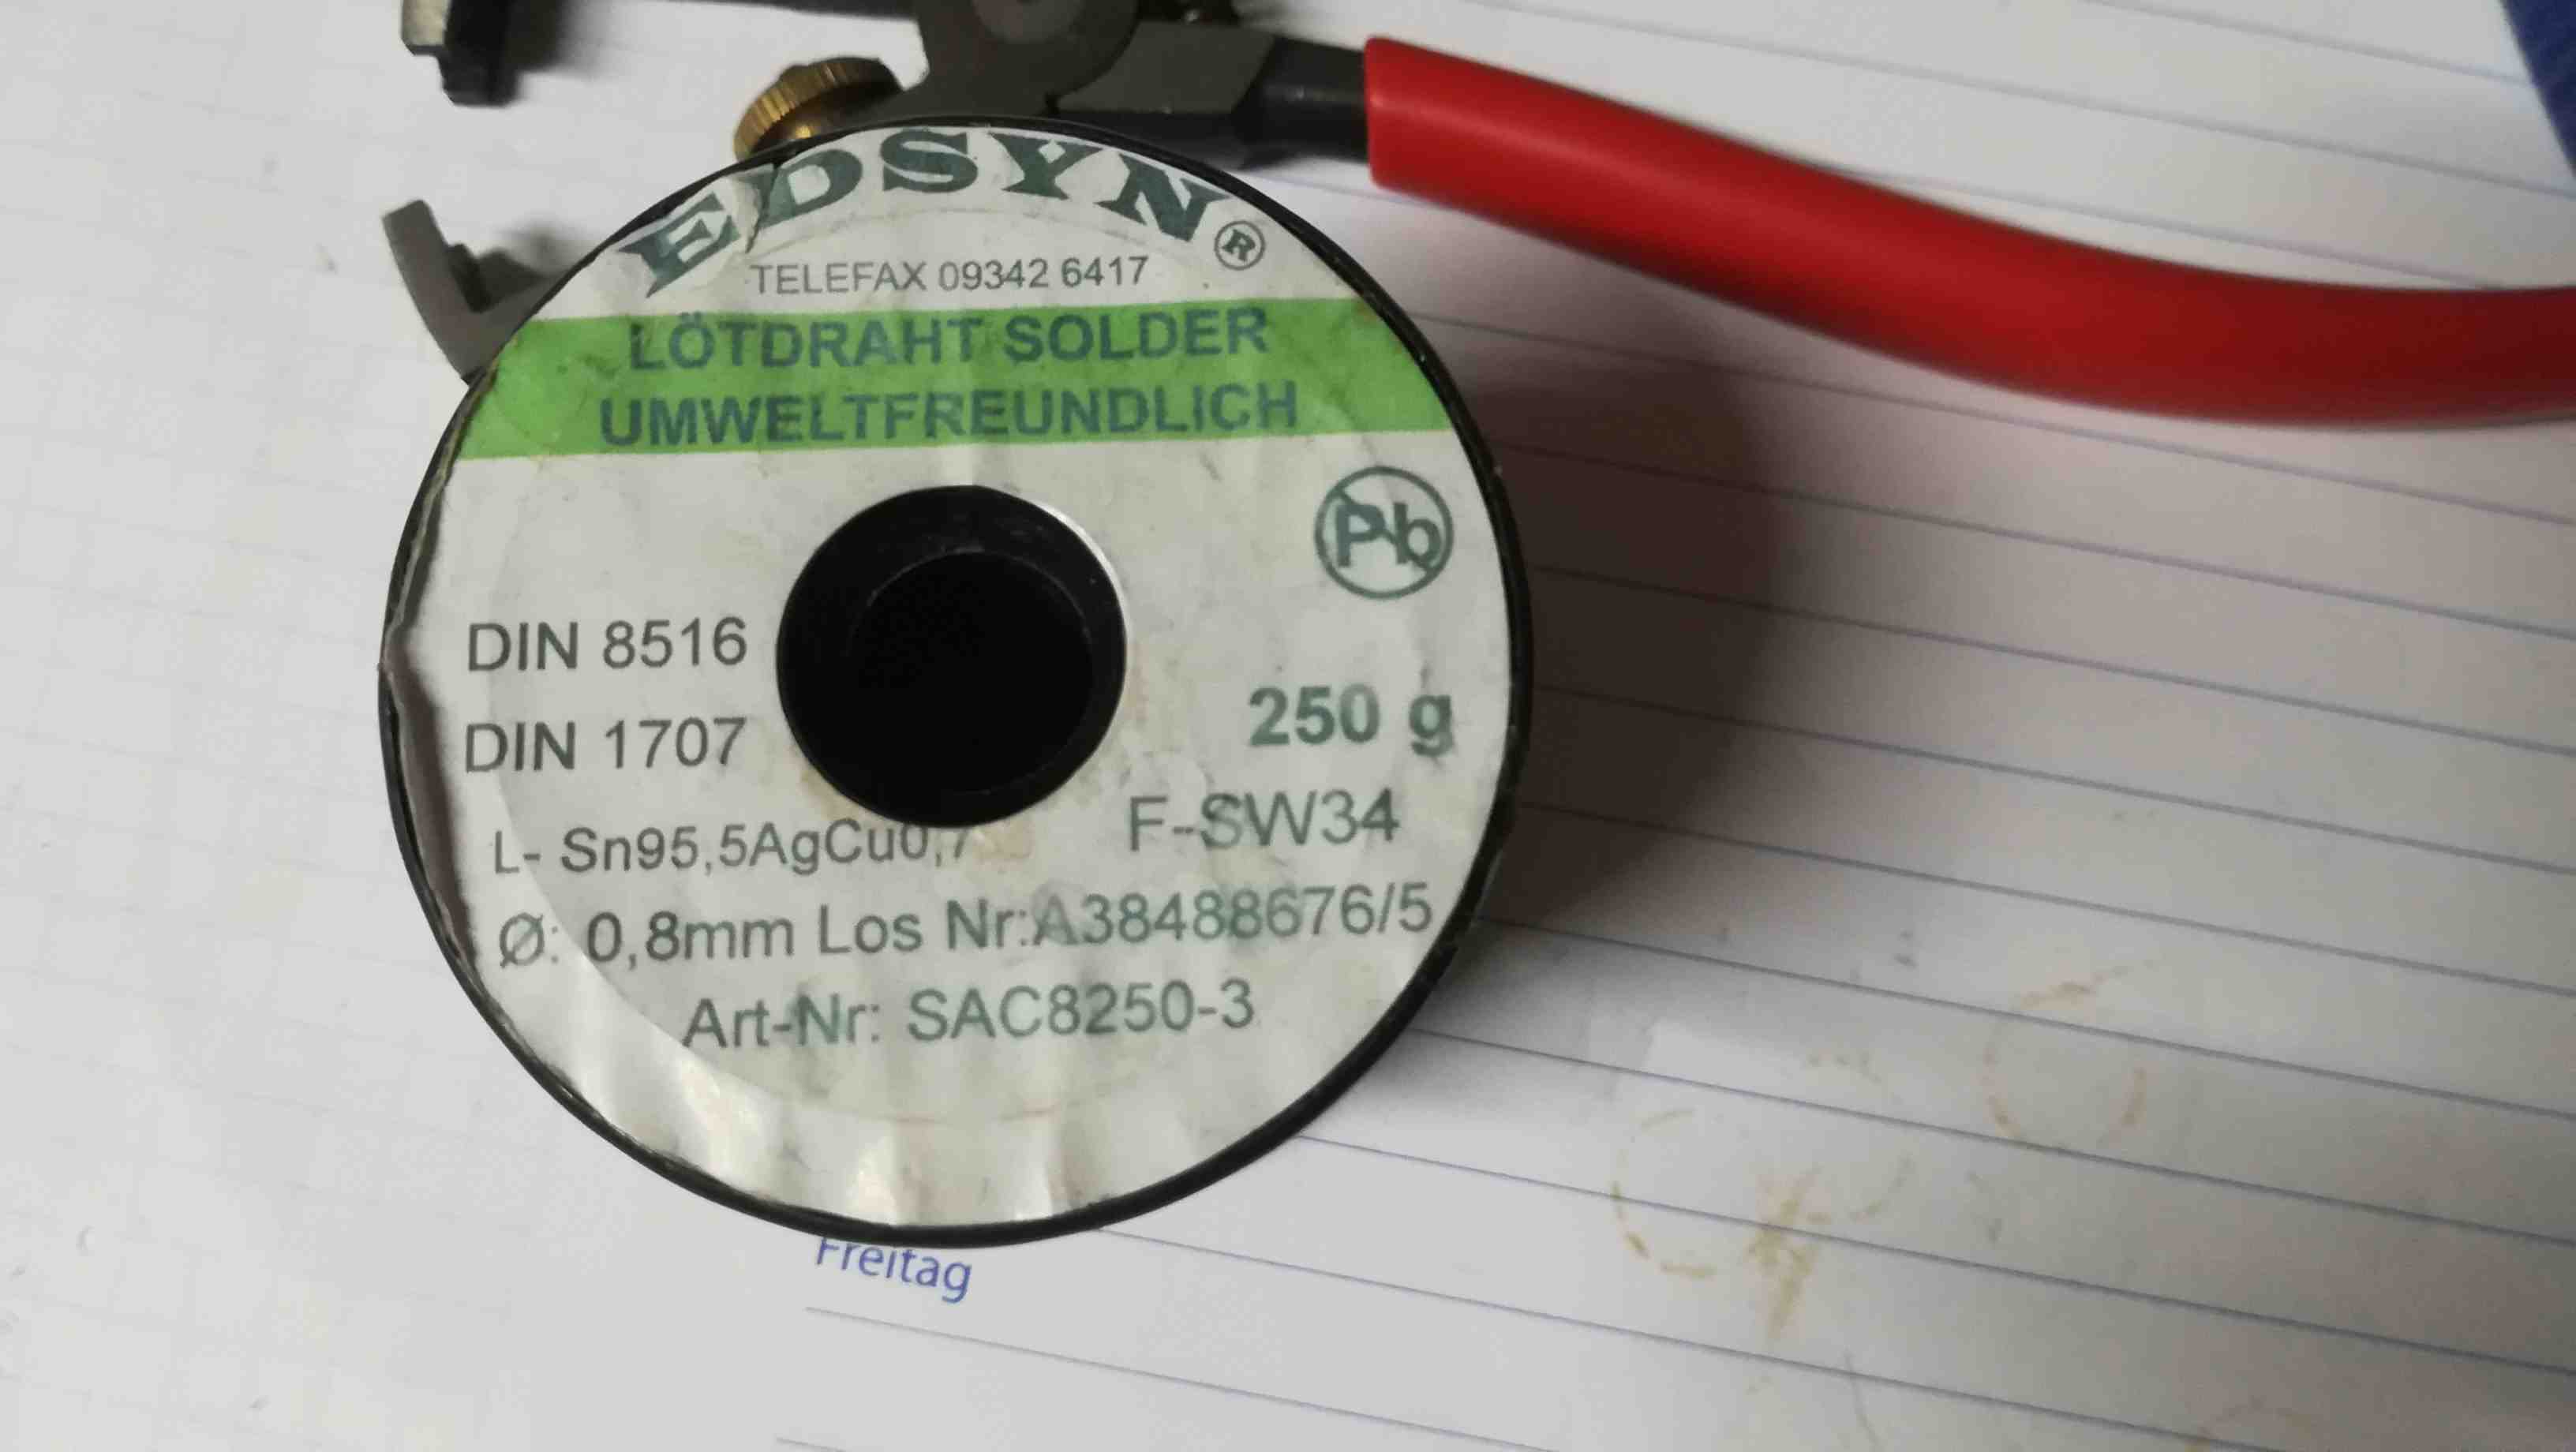 EDSYN®
TELEFAX 09342 6417
LÖTDRAHT SOLDER
UMWELTFREUNDLICH
Pb
DIN 8516
250 g
DIN 1707
L- Sn95,5AgCu0,7 F-SW34
Ø: 0,8mm Los Nr:A38488676/5
Art-Nr: SAC8250-3
Freitag